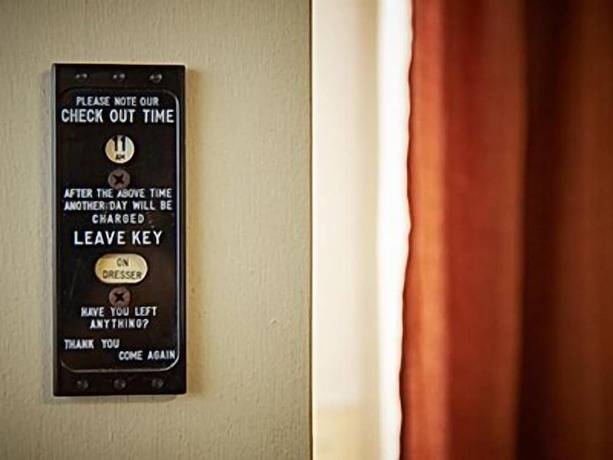 PLEASE NOTE OUR
CHECK OUT TIME
11
AM
AFTER THE ABOVE TIME
ANOTHER DAY WILL BE
CHARGED
LEAVE KEY
ON
DRESSER
HAVE YOU LEFT
ANYTHING?
THANK YOU
COME AGAIN